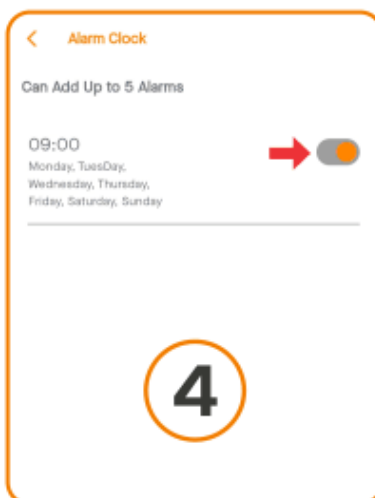 Alarm Clock
Can Add Up to 5 Alarms
09:00
Monday, TuesDay,
Wednesday, Thursday,
Friday, Saturday, Sunday
4